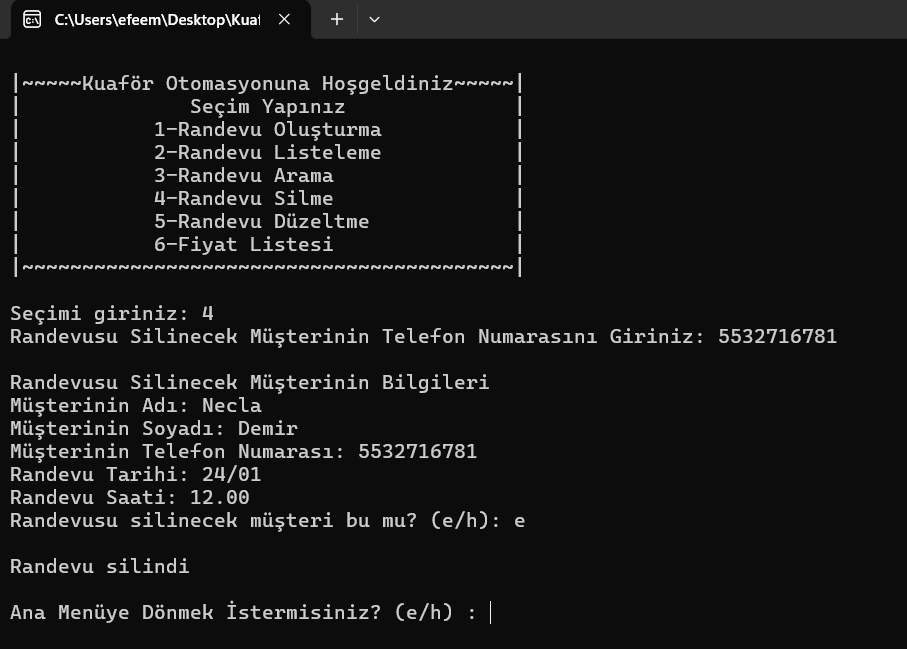 C:\Users\efeem\Desktop\Kuaf
|~~~~~Kuaför Otomasyonuna Hoşgeldiniz~~~~~|
| Seçim Yapınız |
| 1-Randevu Oluşturma |
| 2-Randevu Listeleme |
| 3-Randevu Arama |
| 4-Randevu Silme |
| 5-Randevu Düzeltme |
| 6-Fiyat Listesi |
|~~~~~~~~~~~~~~~~~~~~~~~~~~~~~~~~~~~~~~~~~|
Seçimi giriniz: 4
Randevusu Silinecek Müşterinin Telefon Numarasını Giriniz: 5532716781
Randevusu Silinecek Müşterinin Bilgileri
Müşterinin Adı: Necla
Müşterinin Soyadı: Demir
Müşterinin Telefon Numarası: 5532716781
Randevu Tarihi: 24/01
Randevu Saati: 12.00
Randevusu silinecek müşteri bu mu? (e/h): e
Randevu silindi
Ana Menüye Dönmek İstermisiniz? (e/h) :